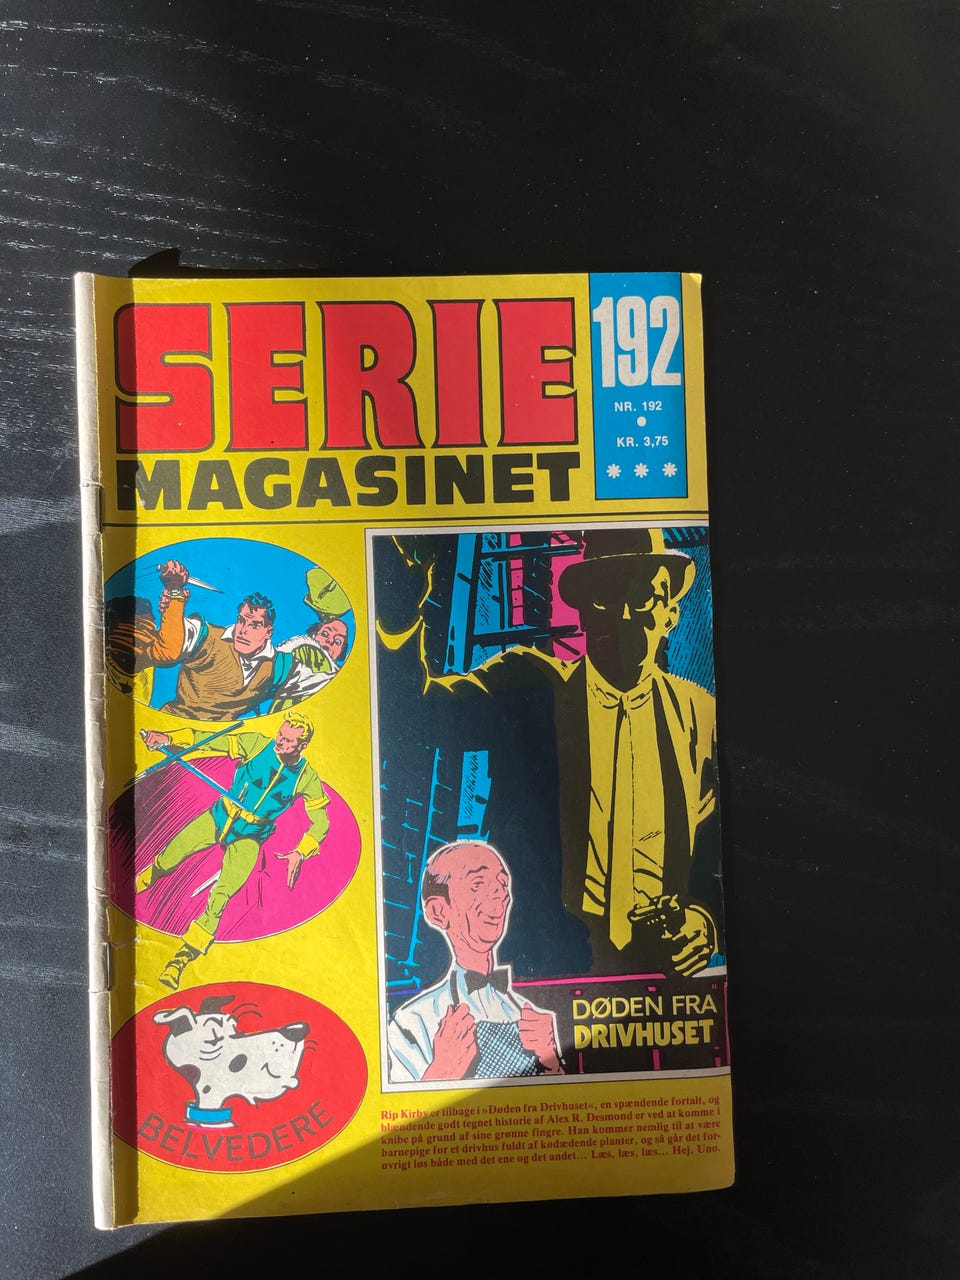 SERIE
MAGASINET
192
NR. 192
KR. 3,75
* * *
DØDEN FRA
DRIVHUSET
BELVEDERE
Rip Kirby er tilbage i »Døden fra Drivhuset«, en spændende fortalt, og
blændende godt tegnet historie af Alex R. Desmond er ved at komme i
knibe på grund af sine grønne fingre. Han kommer nemlig til at være
barnepige for et drivhus fuldt af kødædende planter, og så går det for-
øvrigt løs både med det ene og det andet... Læs, læs, læs... Hej, Uno.